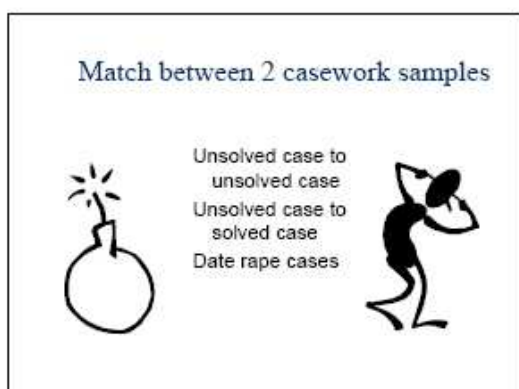 Match between 2 casework samples
Unsolved case to
unsolved case
Unsolved case to
solved case
Date rape cases